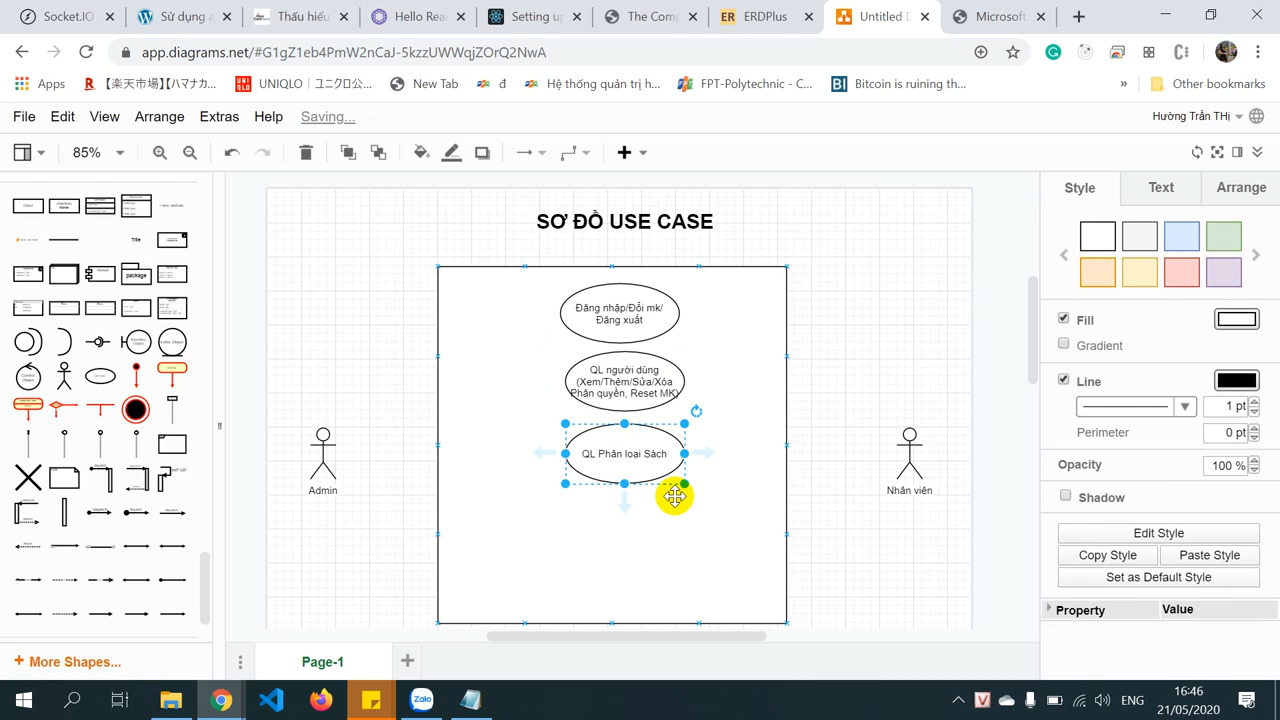 Socket.IO
Sử dụng a
Thấu hiểu
Hello Rea
Setting up
The Comp
ERDPlus
Untitled D
Microsoft
app.diagrams.net/#G1gZ1eb4PmW2nCaJ-5kzzUWWqjZOrQ2NwA
Apps
【楽天市場】【ハマナカ...
UNIQLO｜ユニクロ公...
New Tab
đ
Hệ thống quản trị h...
FPT-Polytechnic - C...
Bitcoin is ruining th...
»
Other bookmarks
File
Edit
View
Arrange
Extras
Help
Saving...
Hường Trần THị
85%
Style
Text
Arrange
SƠ ĐỒ USE CASE
Đăng nhập/Đổi mk/
Đăng xuất
QL người dùng
(Xem/Thêm/Sửa/Xóa
Phân quyền, Reset MK)
QL Phân loại Sách
Admin
Nhân viên
Title
package
Fill
Gradient
Line
1 pt
Perimeter
0 pt
Opacity
100 %
Shadow
Edit Style
Copy Style
Paste Style
Set as Default Style
Property
Value
+ More Shapes...
Page-1
ENG
16:46
21/05/2020